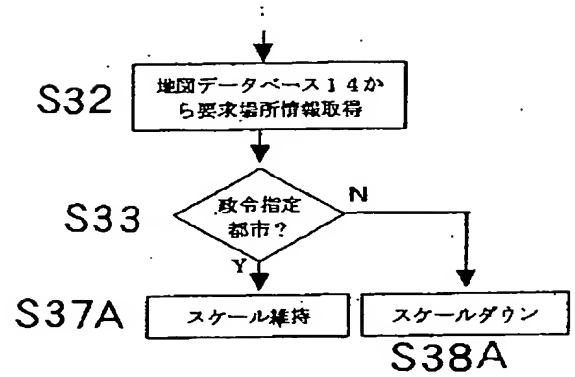 S32
地図データベース14か
ら要求場所情報取得
S33
政令指定
都市?
N
Y
S37A
スケール維持
スケールダウン
S38A